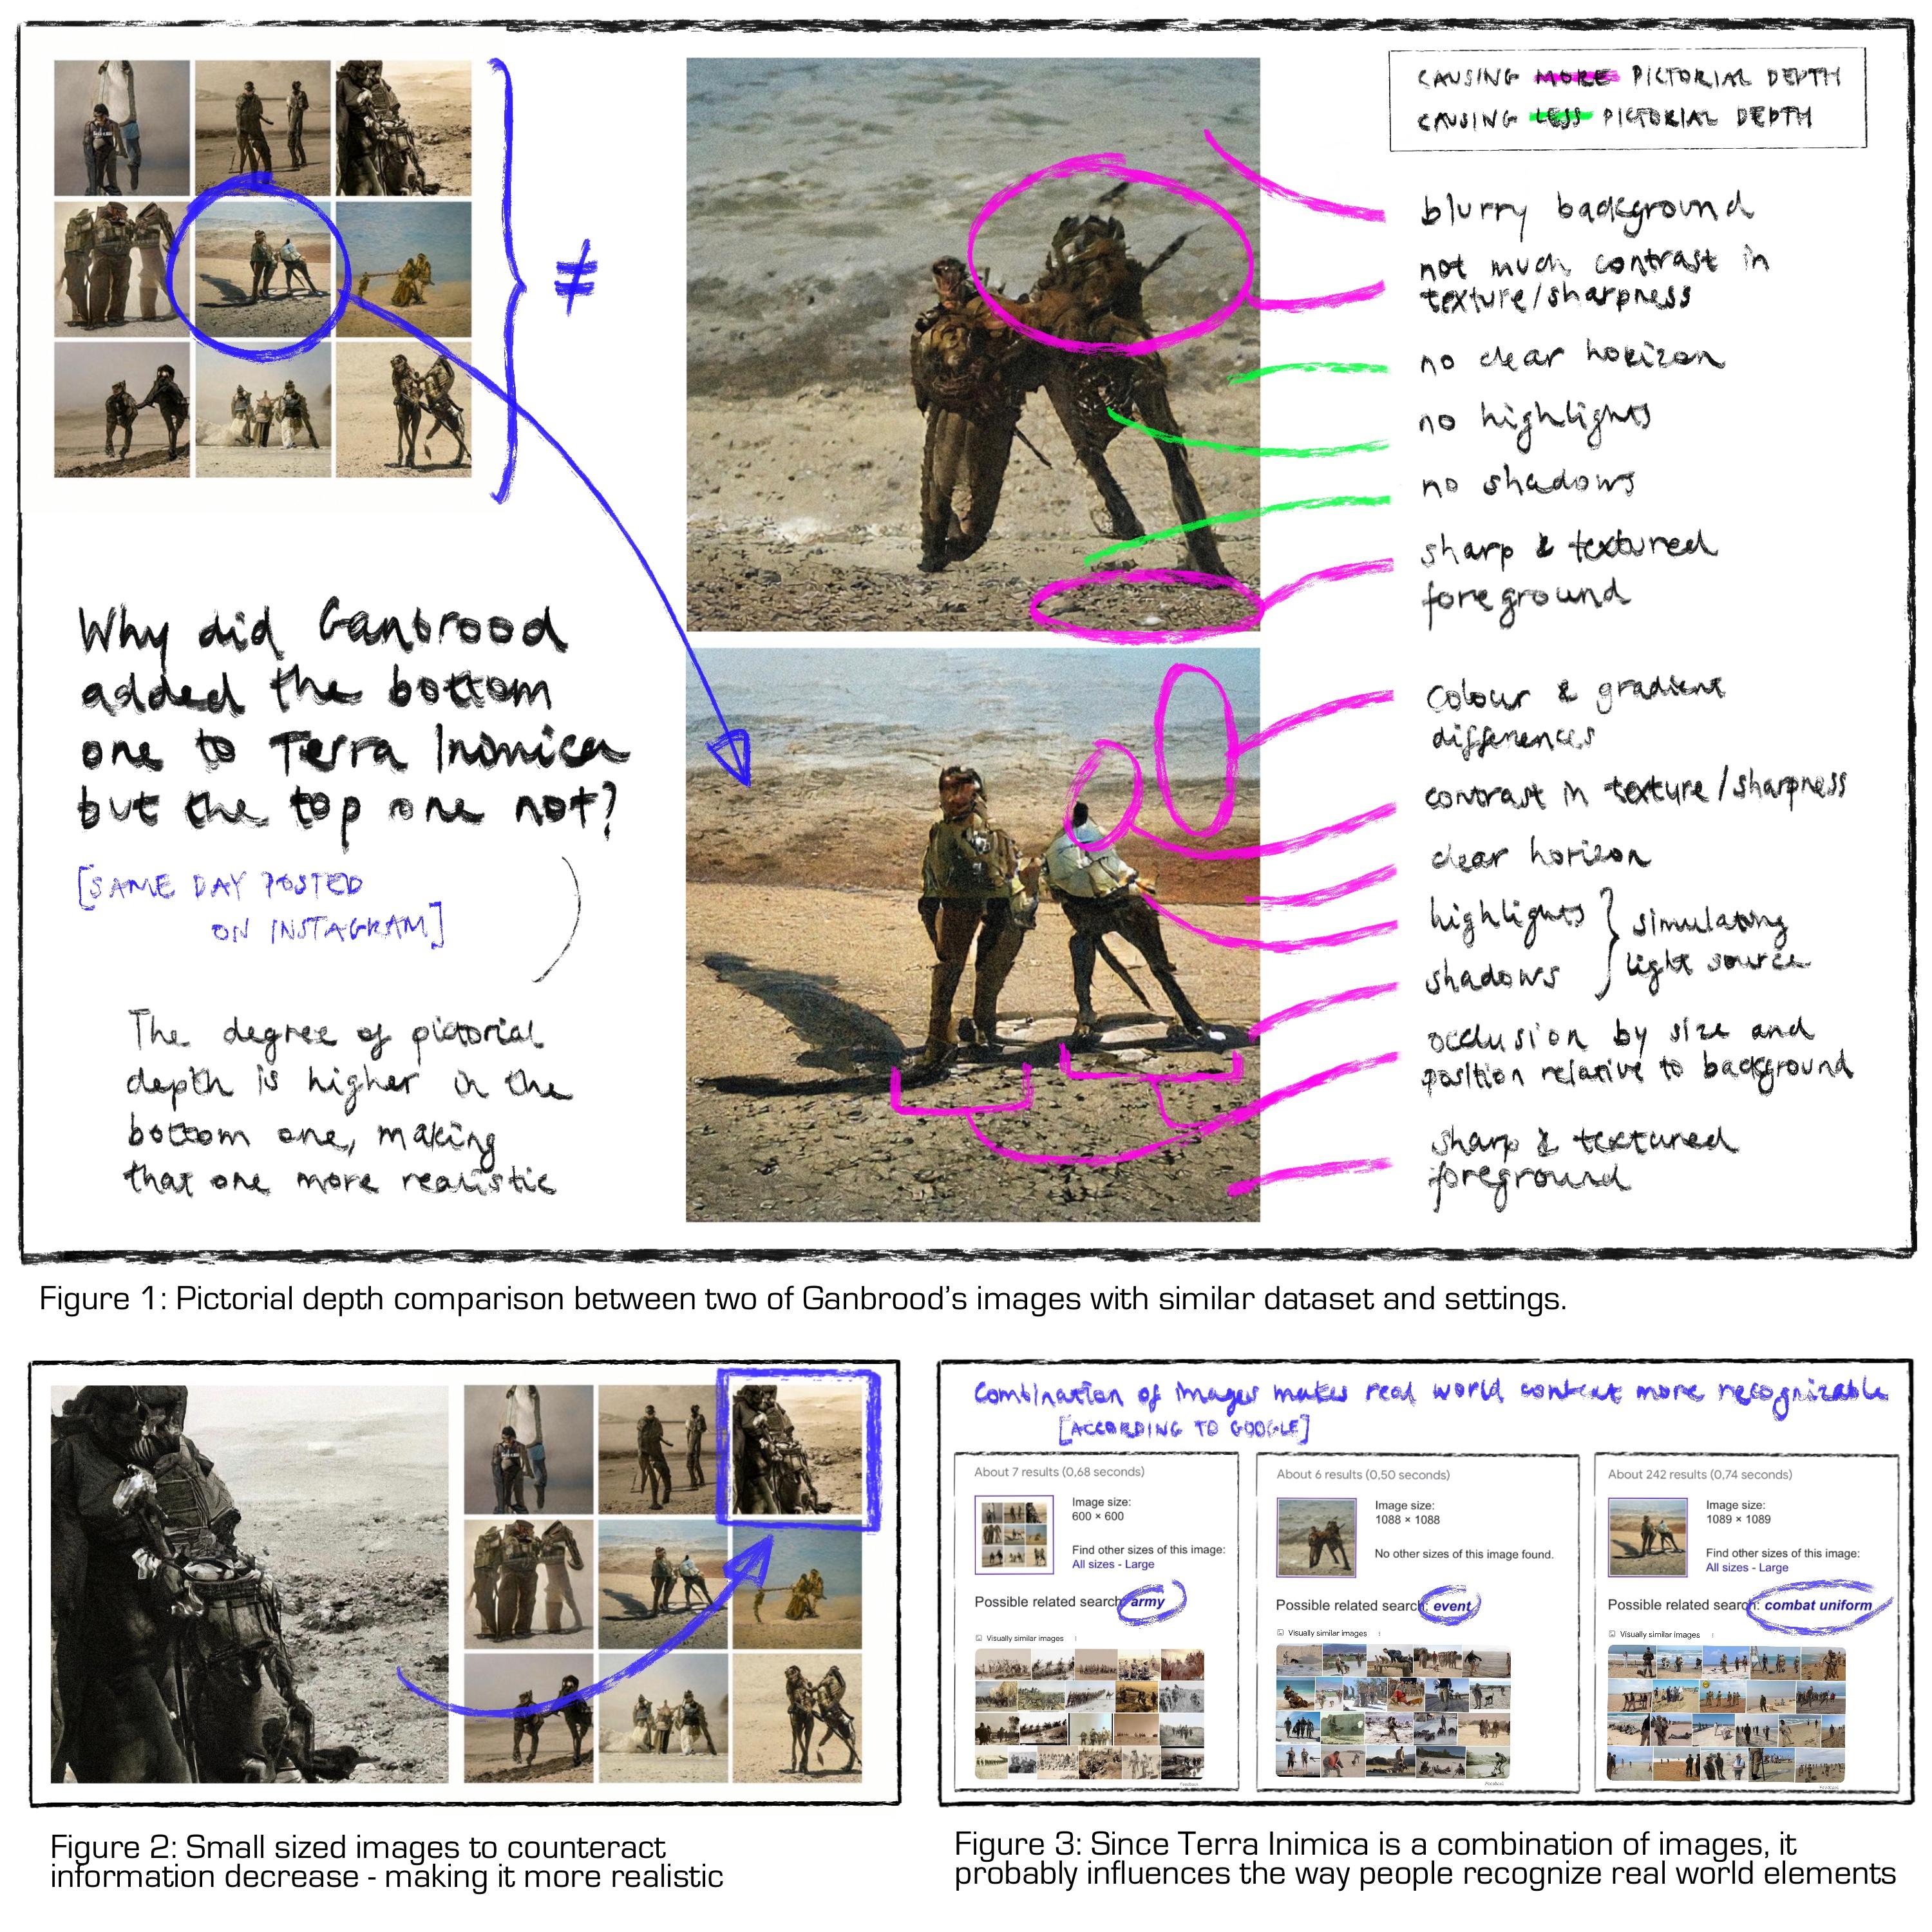 CAUSING MORE PICTORIAL DEPTH
CAUSING LESS PICTORIAL DEPTH
≠
blurry background
not much contrast in
texture/sharpness
no clear horizon
no highlights
no shadows
sharp & textured
foreground
Why did Ganbrood
added the bottom
one to Terra Inimica
but the top one not?
[SAME DAY POSTED
ON INSTAGRAM]
The degree of pictorial
depth is higher in the
bottom one, making
that one more realistic
colour & gradient
differences
contrast in texture/sharpness
clear horizon
highlights
shadows
simulating
light source
occlusion by size and
position relative to background
sharp & textured
foreground
Figure 1: Pictorial depth comparison between two of Ganbrood's images with similar dataset and settings.
Figure 2: Small sized images to counteract
information decrease - making it more realistic
Combination of images makes real world context more recognizable
[ACCORDING TO GOOGLE]
About 7 results (0,68 seconds)
Image size:
600 × 600
Find other sizes of this image:
All sizes - Large
Possible related search: army
Visually similar images
Feedback
About 6 results (0,50 seconds)
Image size:
1088 × 1088
No other sizes of this image found.
Possible related search: event
Visually similar images
Feedback
About 242 results (0,74 seconds)
Image size:
1089 × 1089
Find other sizes of this image:
All sizes - Large
Possible related search: combat uniform
Visually similar images
Feedback
Figure 3: Since Terra Inimica is a combination of images, it
probably influences the way people recognize real world elements